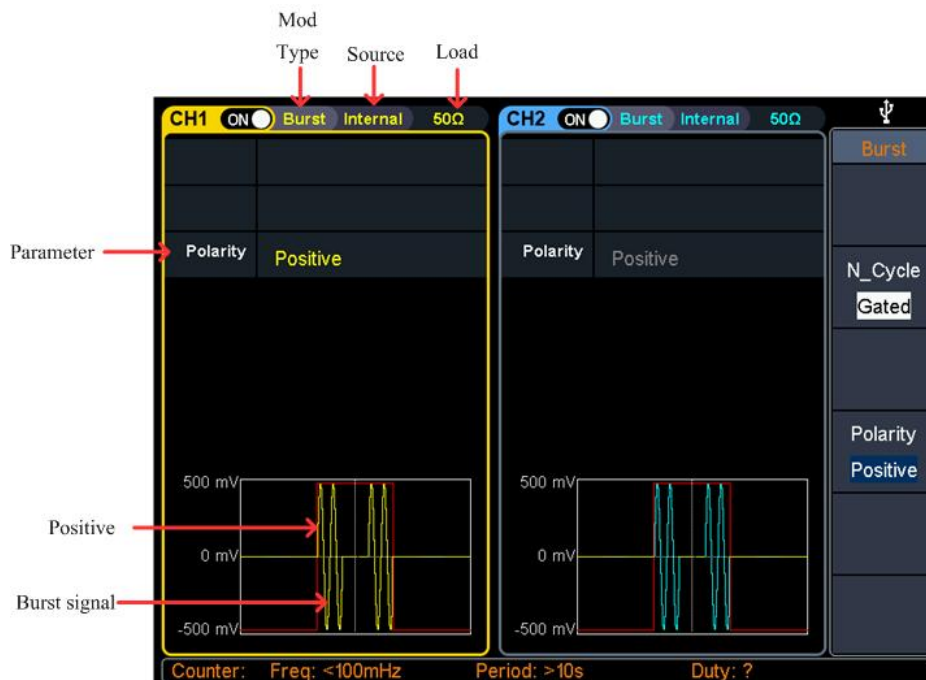 Mod
Type
Source
Load
CH1 ON Burst Internal 50Ω
CH2 ON Burst Internal 50Ω
Burst
Parameter
Polarity Positive
Polarity Positive
N_Cycle
Gated
Polarity
Positive
500 mV
0 mV
-500 mV
500 mV
0 mV
-500 mV
Positive
Burst signal
Counter: Freq: <100mHz Period: >10s Duty: ?